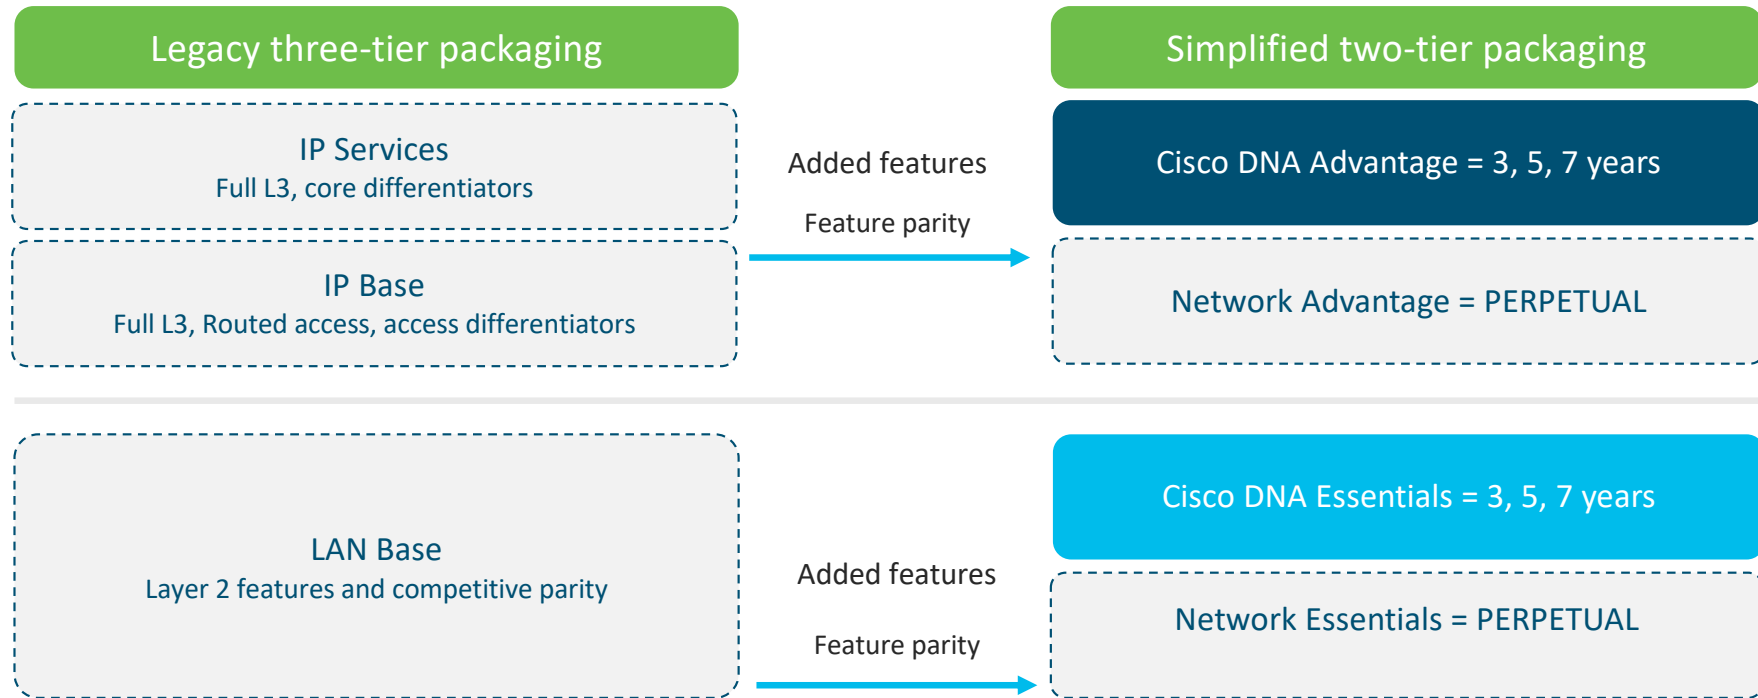 Legacy three-tier packaging
Simplified two-tier packaging
IP Services
Full L3, core differentiators
IP Base
Full L3, Routed access, access differentiators
Added features
Feature parity
Cisco DNA Advantage = 3, 5, 7 years
Network Advantage = PERPETUAL
LAN Base
Layer 2 features and competitive parity
Added features
Feature parity
Cisco DNA Essentials = 3, 5, 7 years
Network Essentials = PERPETUAL